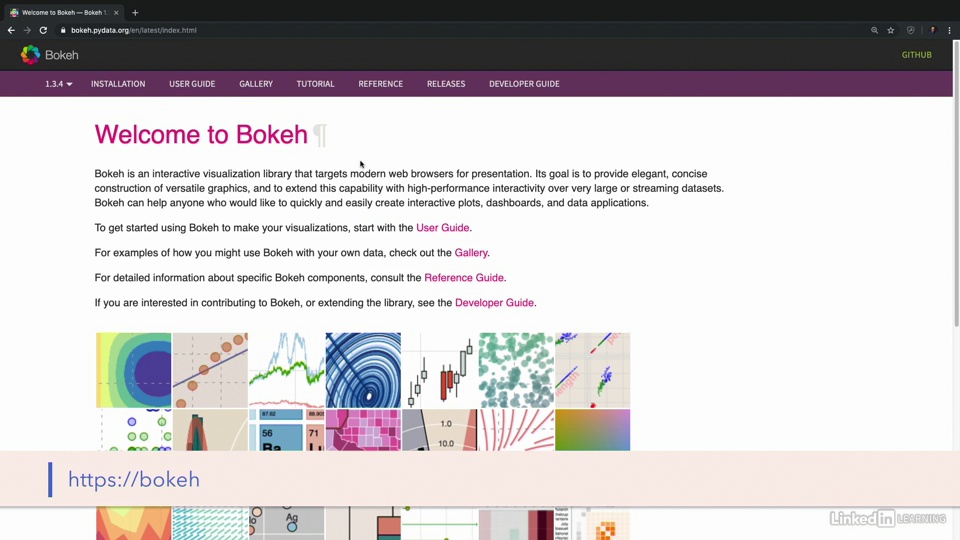 Welcome to Bokeh — Bokeh 1.
bokeh.pydata.org/en/latest/index.html
Bokeh
GITHUB
1.3.4 INSTALLATION USER GUIDE GALLERY TUTORIAL REFERENCE RELEASES DEVELOPER GUIDE
Welcome to Bokeh ¶
Bokeh is an interactive visualization library that targets modern web browsers for presentation. Its goal is to provide elegant, concise
construction of versatile graphics, and to extend this capability with high-performance interactivity over very large or streaming datasets.
Bokeh can help anyone who would like to quickly and easily create interactive plots, dashboards, and data applications.
To get started using Bokeh to make your visualizations, start with the User Guide.
For examples of how you might use Bokeh with your own data, check out the Gallery.
For detailed information about specific Bokeh components, consult the Reference Guide.
If you are interested in contributing to Bokeh, or extending the library, see the Developer Guide.
87.62 88.905
56 71
Ba Lu
1.0
10.0
https://bokeh
Ag
LinkedIn LEARNING